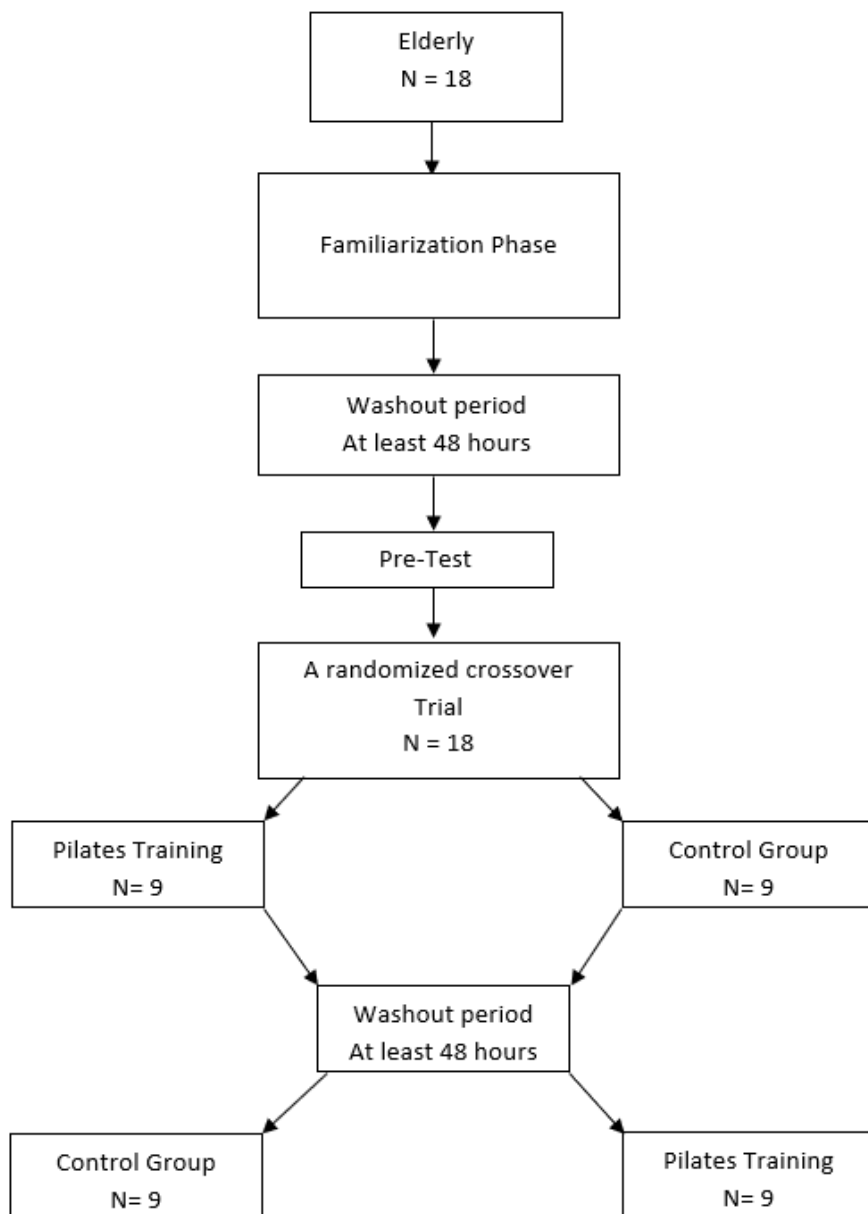 Elderly
N = 18
Familiarization Phase
Washout period
At least 48 hours
Pre-Test
A randomized crossover
Trial
N = 18
Pilates Training
N= 9
Control Group
N= 9
Washout period
At least 48 hours
Control Group
N= 9
Pilates Training
N= 9